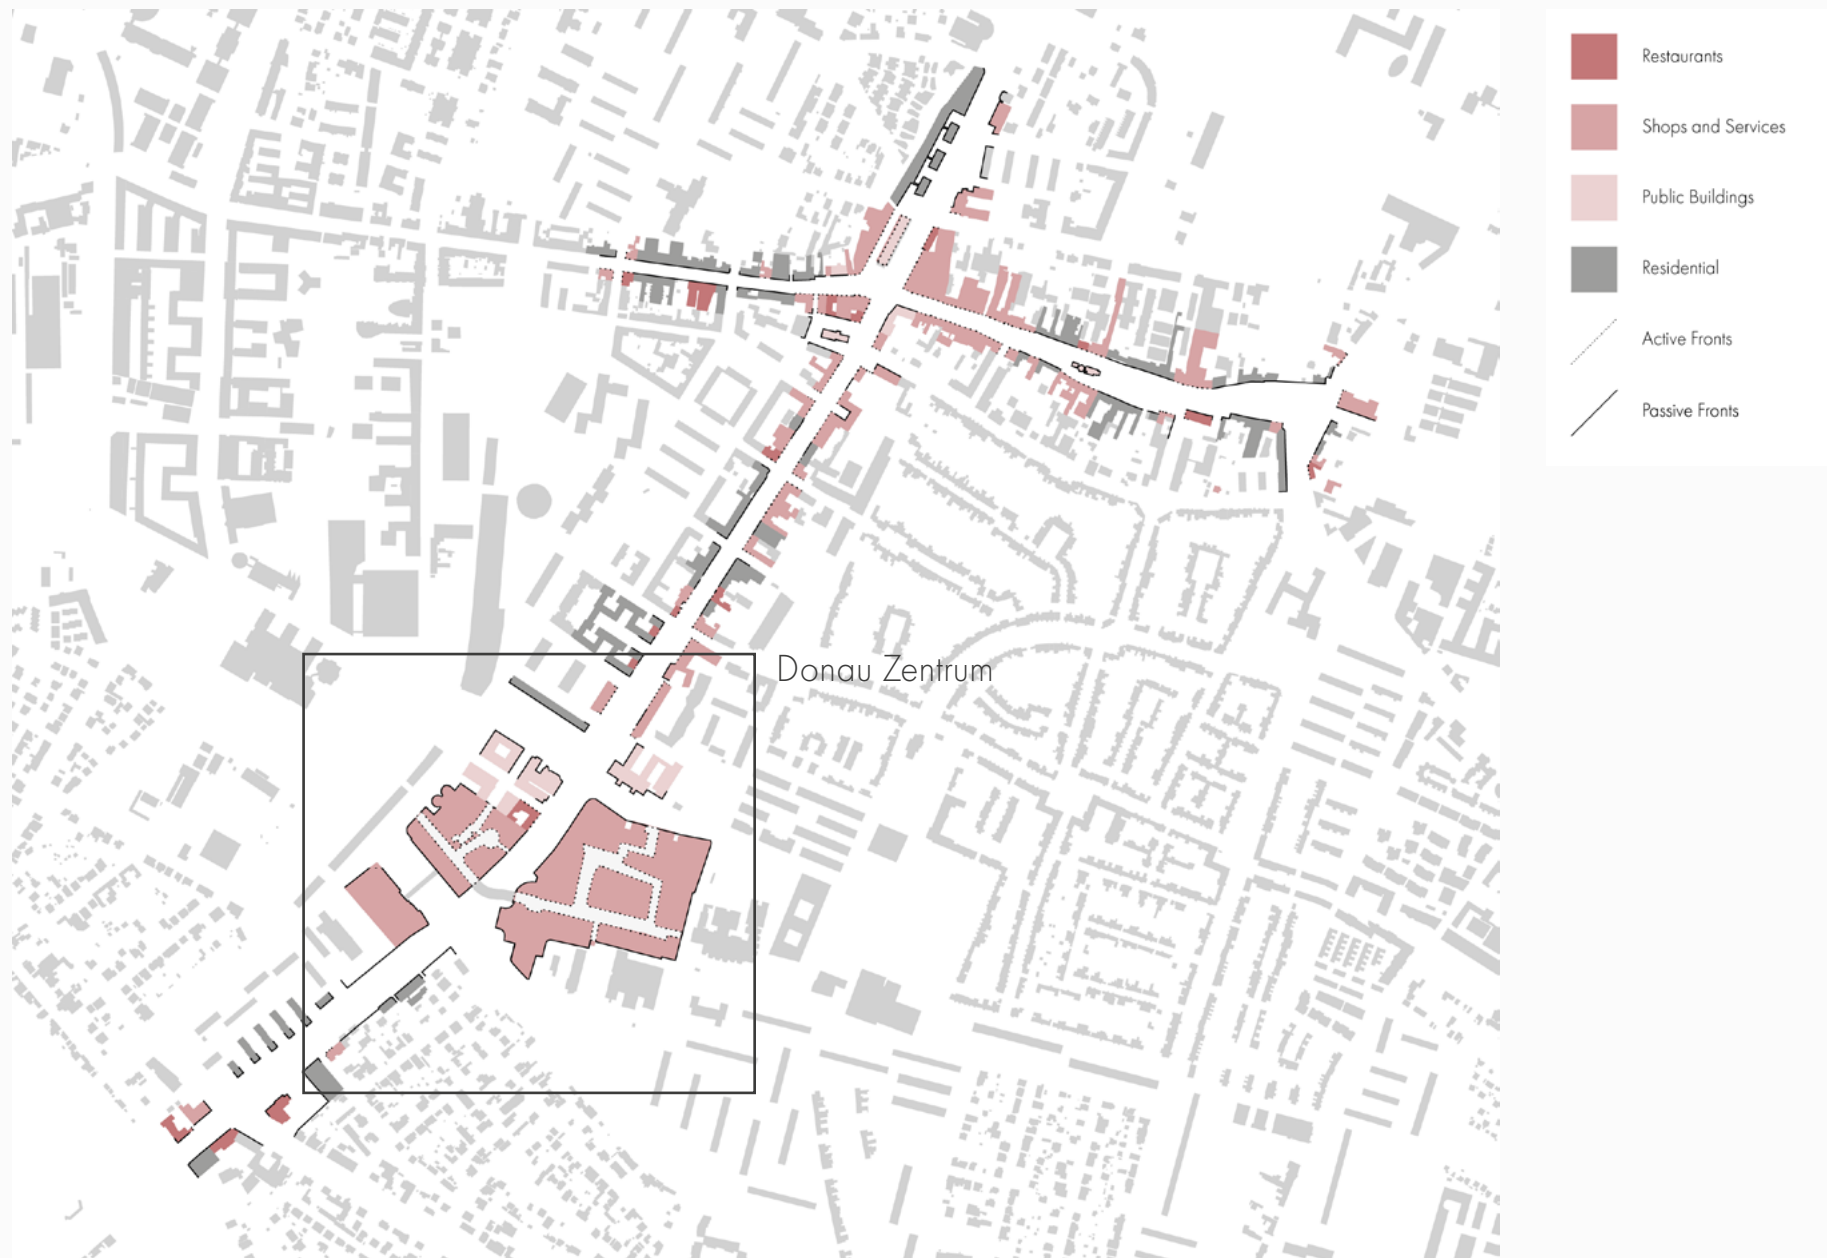 Restaurants
Shops and Services
Public Buildings
Residential
Active Fronts
Passive Fronts
Donau Zentrum